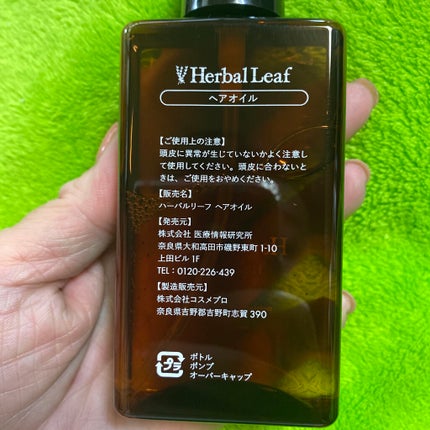 Herbal Leaf
ヘアオイル
【ご使用上の注意】
頭皮に異常が生じていないかよく注意し
て使用してください。頭皮に合わないと
きは、ご使用をおやめください。
【販売名】
ハーバルリーフ ヘアオイル
【発売元】
株式会社 医療情報研究所
奈良県大和高田市磯野東町 1-10
上田ビル 1F
TEL：0120-226-439
【製造販売元】
株式会社コスメプロ
奈良県吉野郡吉野町志賀 390
プラ
ボトル
ポンプ
オーバーキャップ